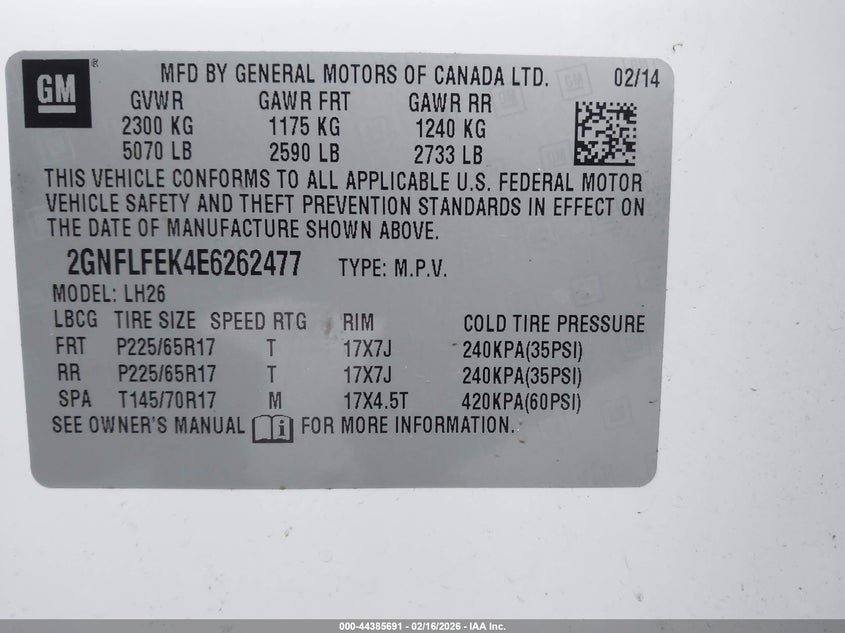 GM ® MFD BY GENERAL MOTORS OF CANADA LTD. 02/14
GVWR GAWR FRT GAWR RR
2300 KG 1175 KG 1240 KG
5070 LB 2590 LB 2733 LB
THIS VEHICLE CONFORMS TO ALL APPLICABLE U.S. FEDERAL MOTOR
VEHICLE SAFETY AND THEFT PREVENTION STANDARDS IN EFFECT ON
THE DATE OF MANUFACTURE SHOWN ABOVE.
2GNFLFEK4E6262477 TYPE: M.P.V.
MODEL: LH26
LBCG TIRE SIZE SPEED RTG RIM COLD TIRE PRESSURE
FRT P225/65R17 T 17X7J 240KPA(35PSI)
RR P225/65R17 T 17X7J 240KPA(35PSI)
SPA T145/70R17 M 17X4.5T 420KPA(60PSI)
SEE OWNER'S MANUAL i FOR MORE INFORMATION.
000-44385691 - 02/16/2026 - IAA Inc.